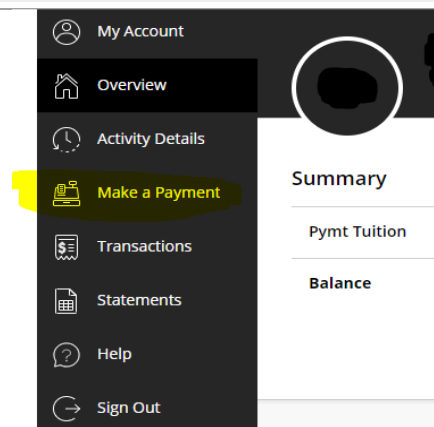 My Account
Overview
Activity Details
Make a Payment
Transactions
Statements
Help
Sign Out
Summary
Pymt Tuition
Balance